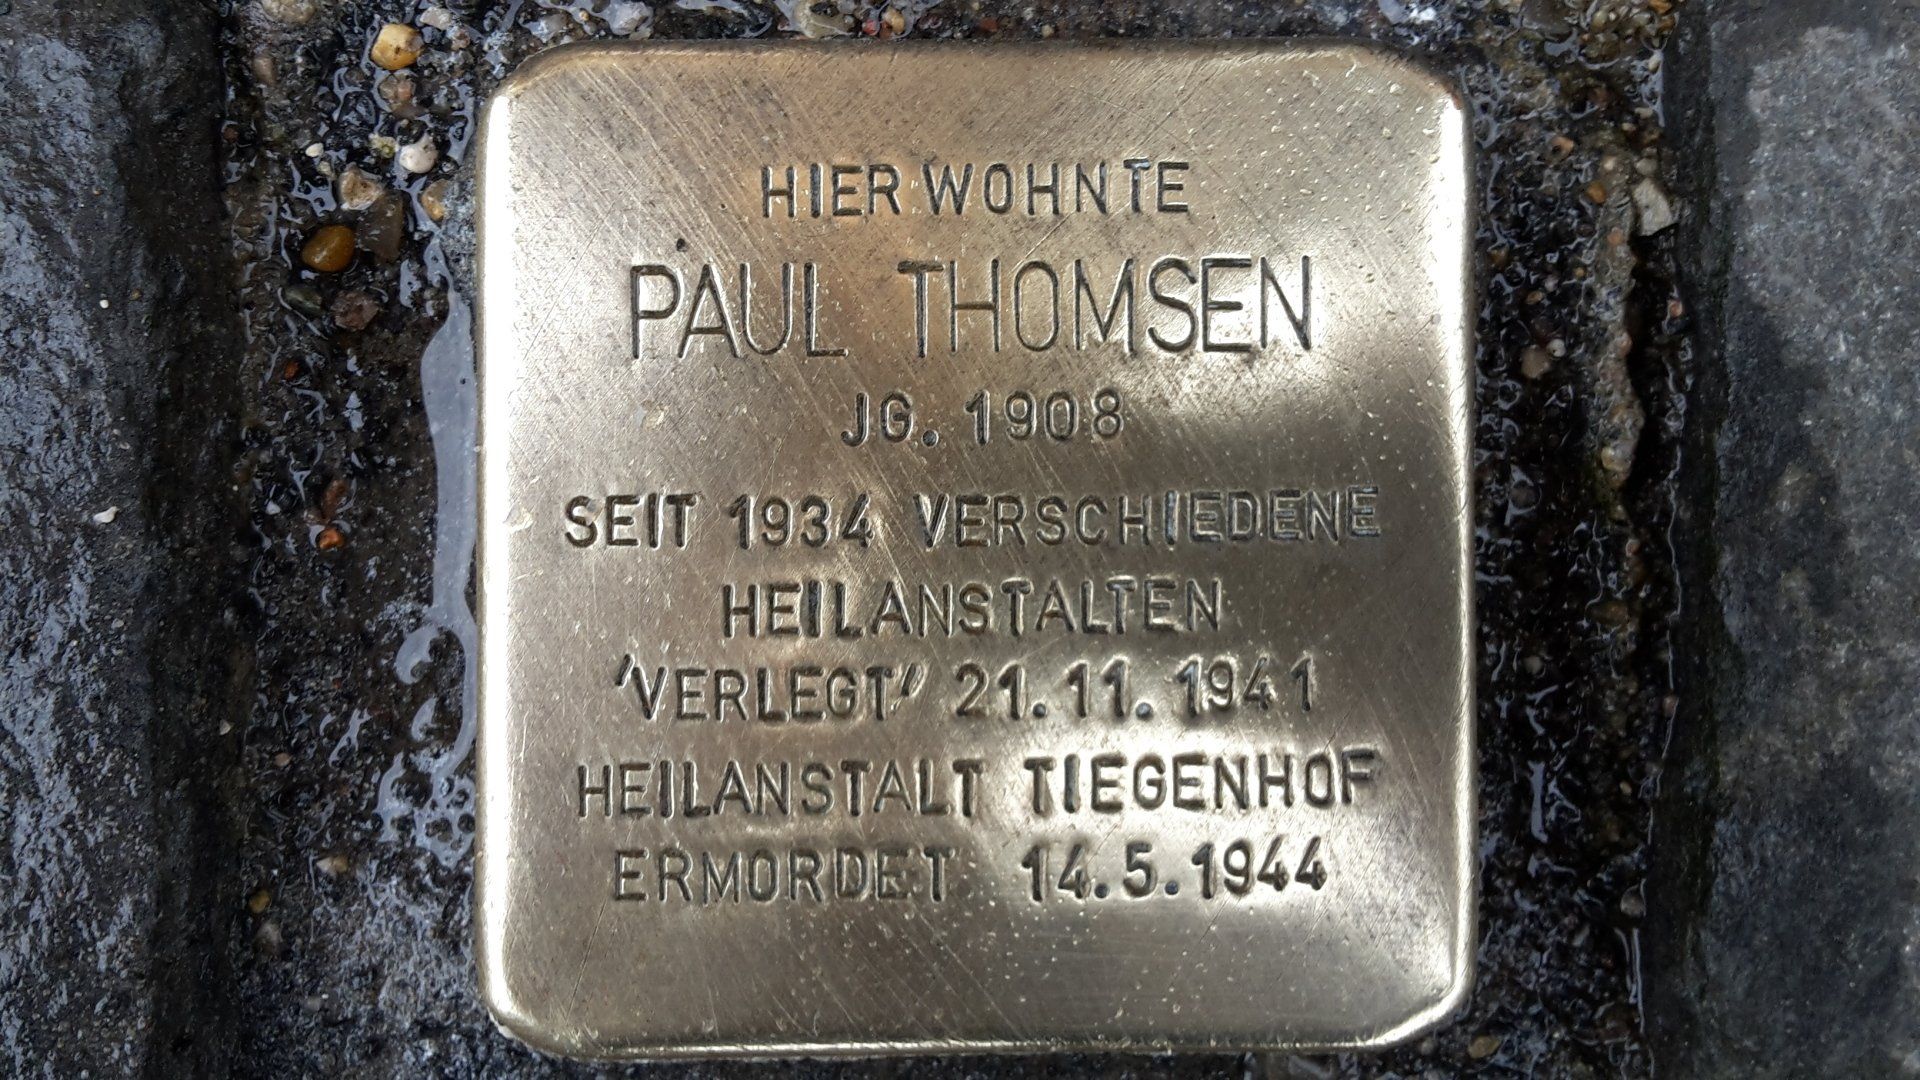 HIER WOHNTE
PAUL THOMSEN
JG. 1908
SEIT 1934 VERSCHIEDENE
HEILANSTALTEN
'VERLEGT' 21.11.1941
HEILANSTALT TIEGENHOF
ERMORDET 14.5.1944